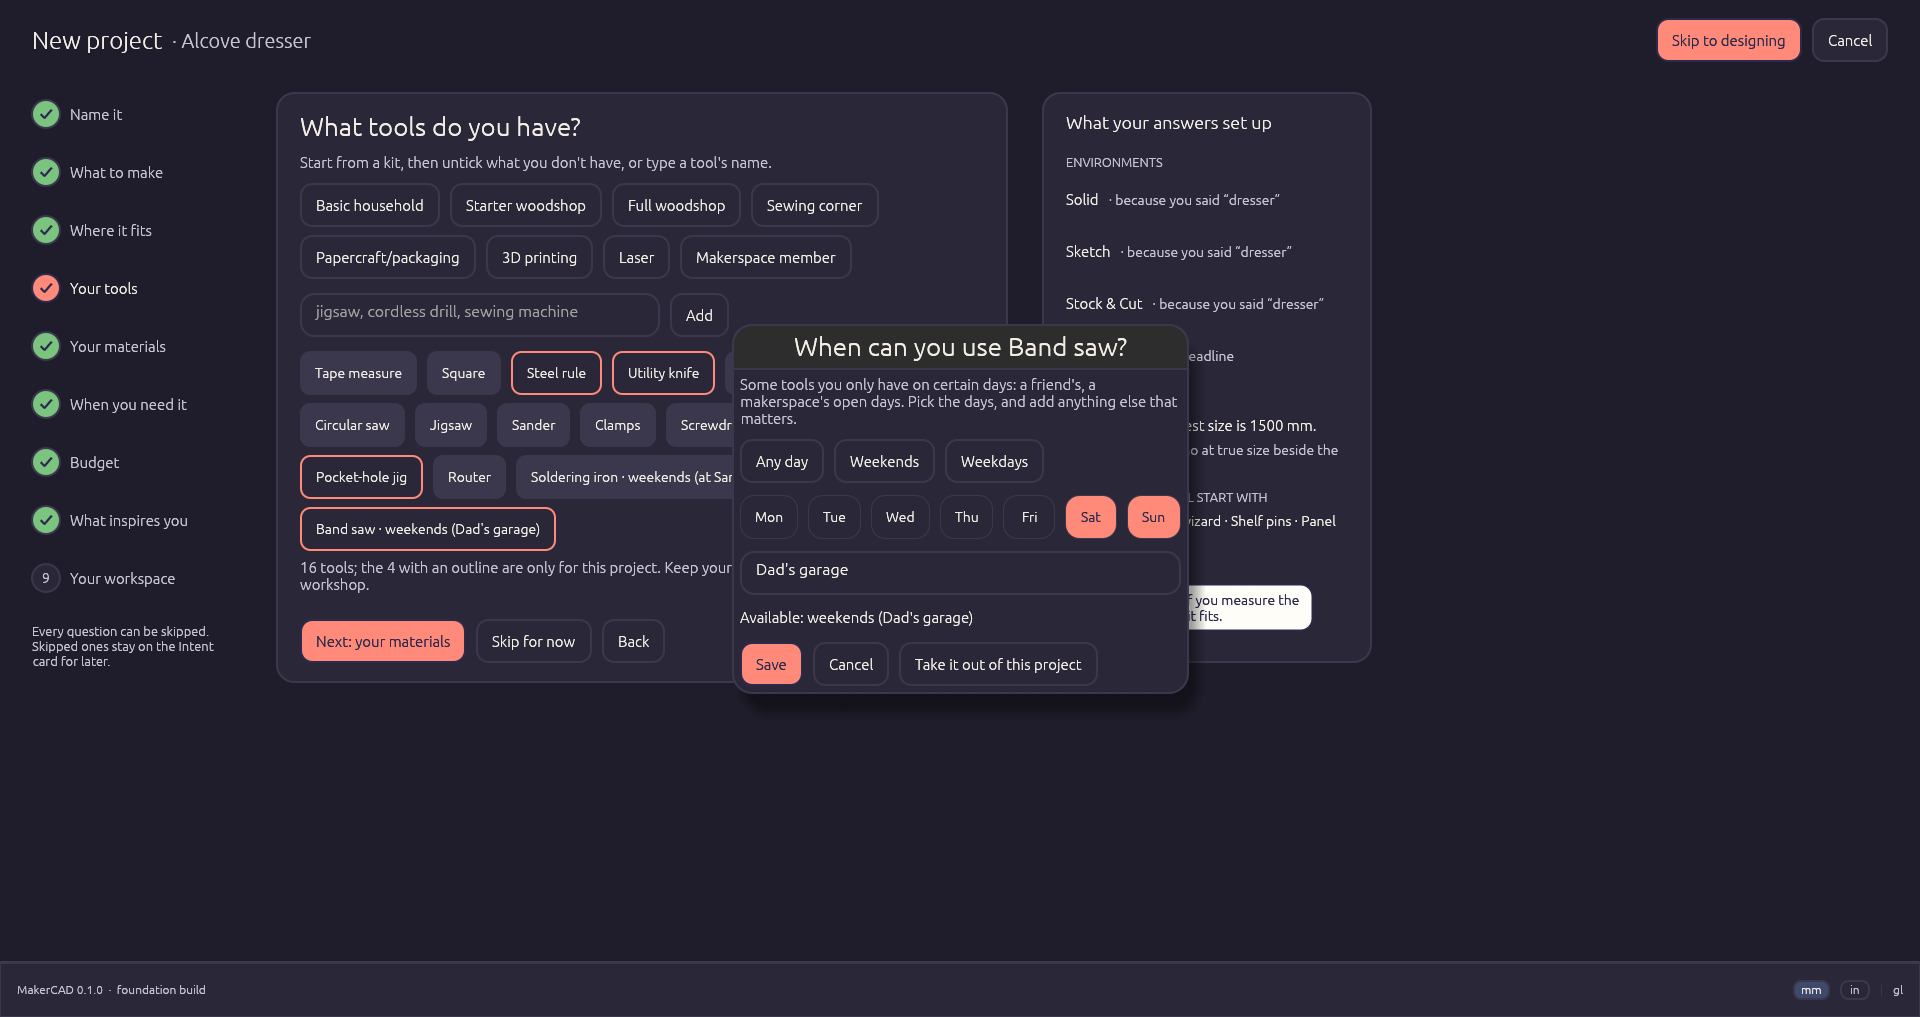 New project · Alcove dresser
Skip to designing
Cancel
Name it
What to make
Where it fits
Your tools
Your materials
When you need it
Budget
What inspires you
9 Your workspace
Every question can be skipped.
Skipped ones stay on the Intent
card for later.
What tools do you have?
Start from a kit, then untick what you don't have, or type a tool's name.
Basic household
Starter woodshop
Full woodshop
Sewing corner
Papercraft/packaging
3D printing
Laser
Makerspace member
jigsaw, cordless drill, sewing machine
Add
Tape measure
Square
Steel rule
Utility knife
Circular saw
Jigsaw
Sander
Clamps
Pocket-hole jig
Router
Soldering iron · weekends (at
Band saw · weekends (Dad's garage)
16 tools; the 4 with an outline are only for this project. Keep your
workshop.
Next: your materials
Skip for now
Back
When can you use Band saw?
Some tools you only have on certain days: a friend's, a
makerspace's open days. Pick the days, and add anything else that
matters.
Any day
Weekends
Weekdays
Mon
Tue
Wed
Thu
Fri
Sat
Sun
Dad's garage
Available: weekends (Dad's garage)
Save
Cancel
Take it out of this project
What your answers set up
ENVIRONMENTS
Solid · because you said “dresser”
Sketch · because you said “dresser”
Stock & Cut · because you said “dresser”
size is 1500 mm.
at true size beside the
START WITH
· Shelf pins · Panel
you measure the
fits.
MakerCAD 0.1.0 · foundation build
mm
in
gl